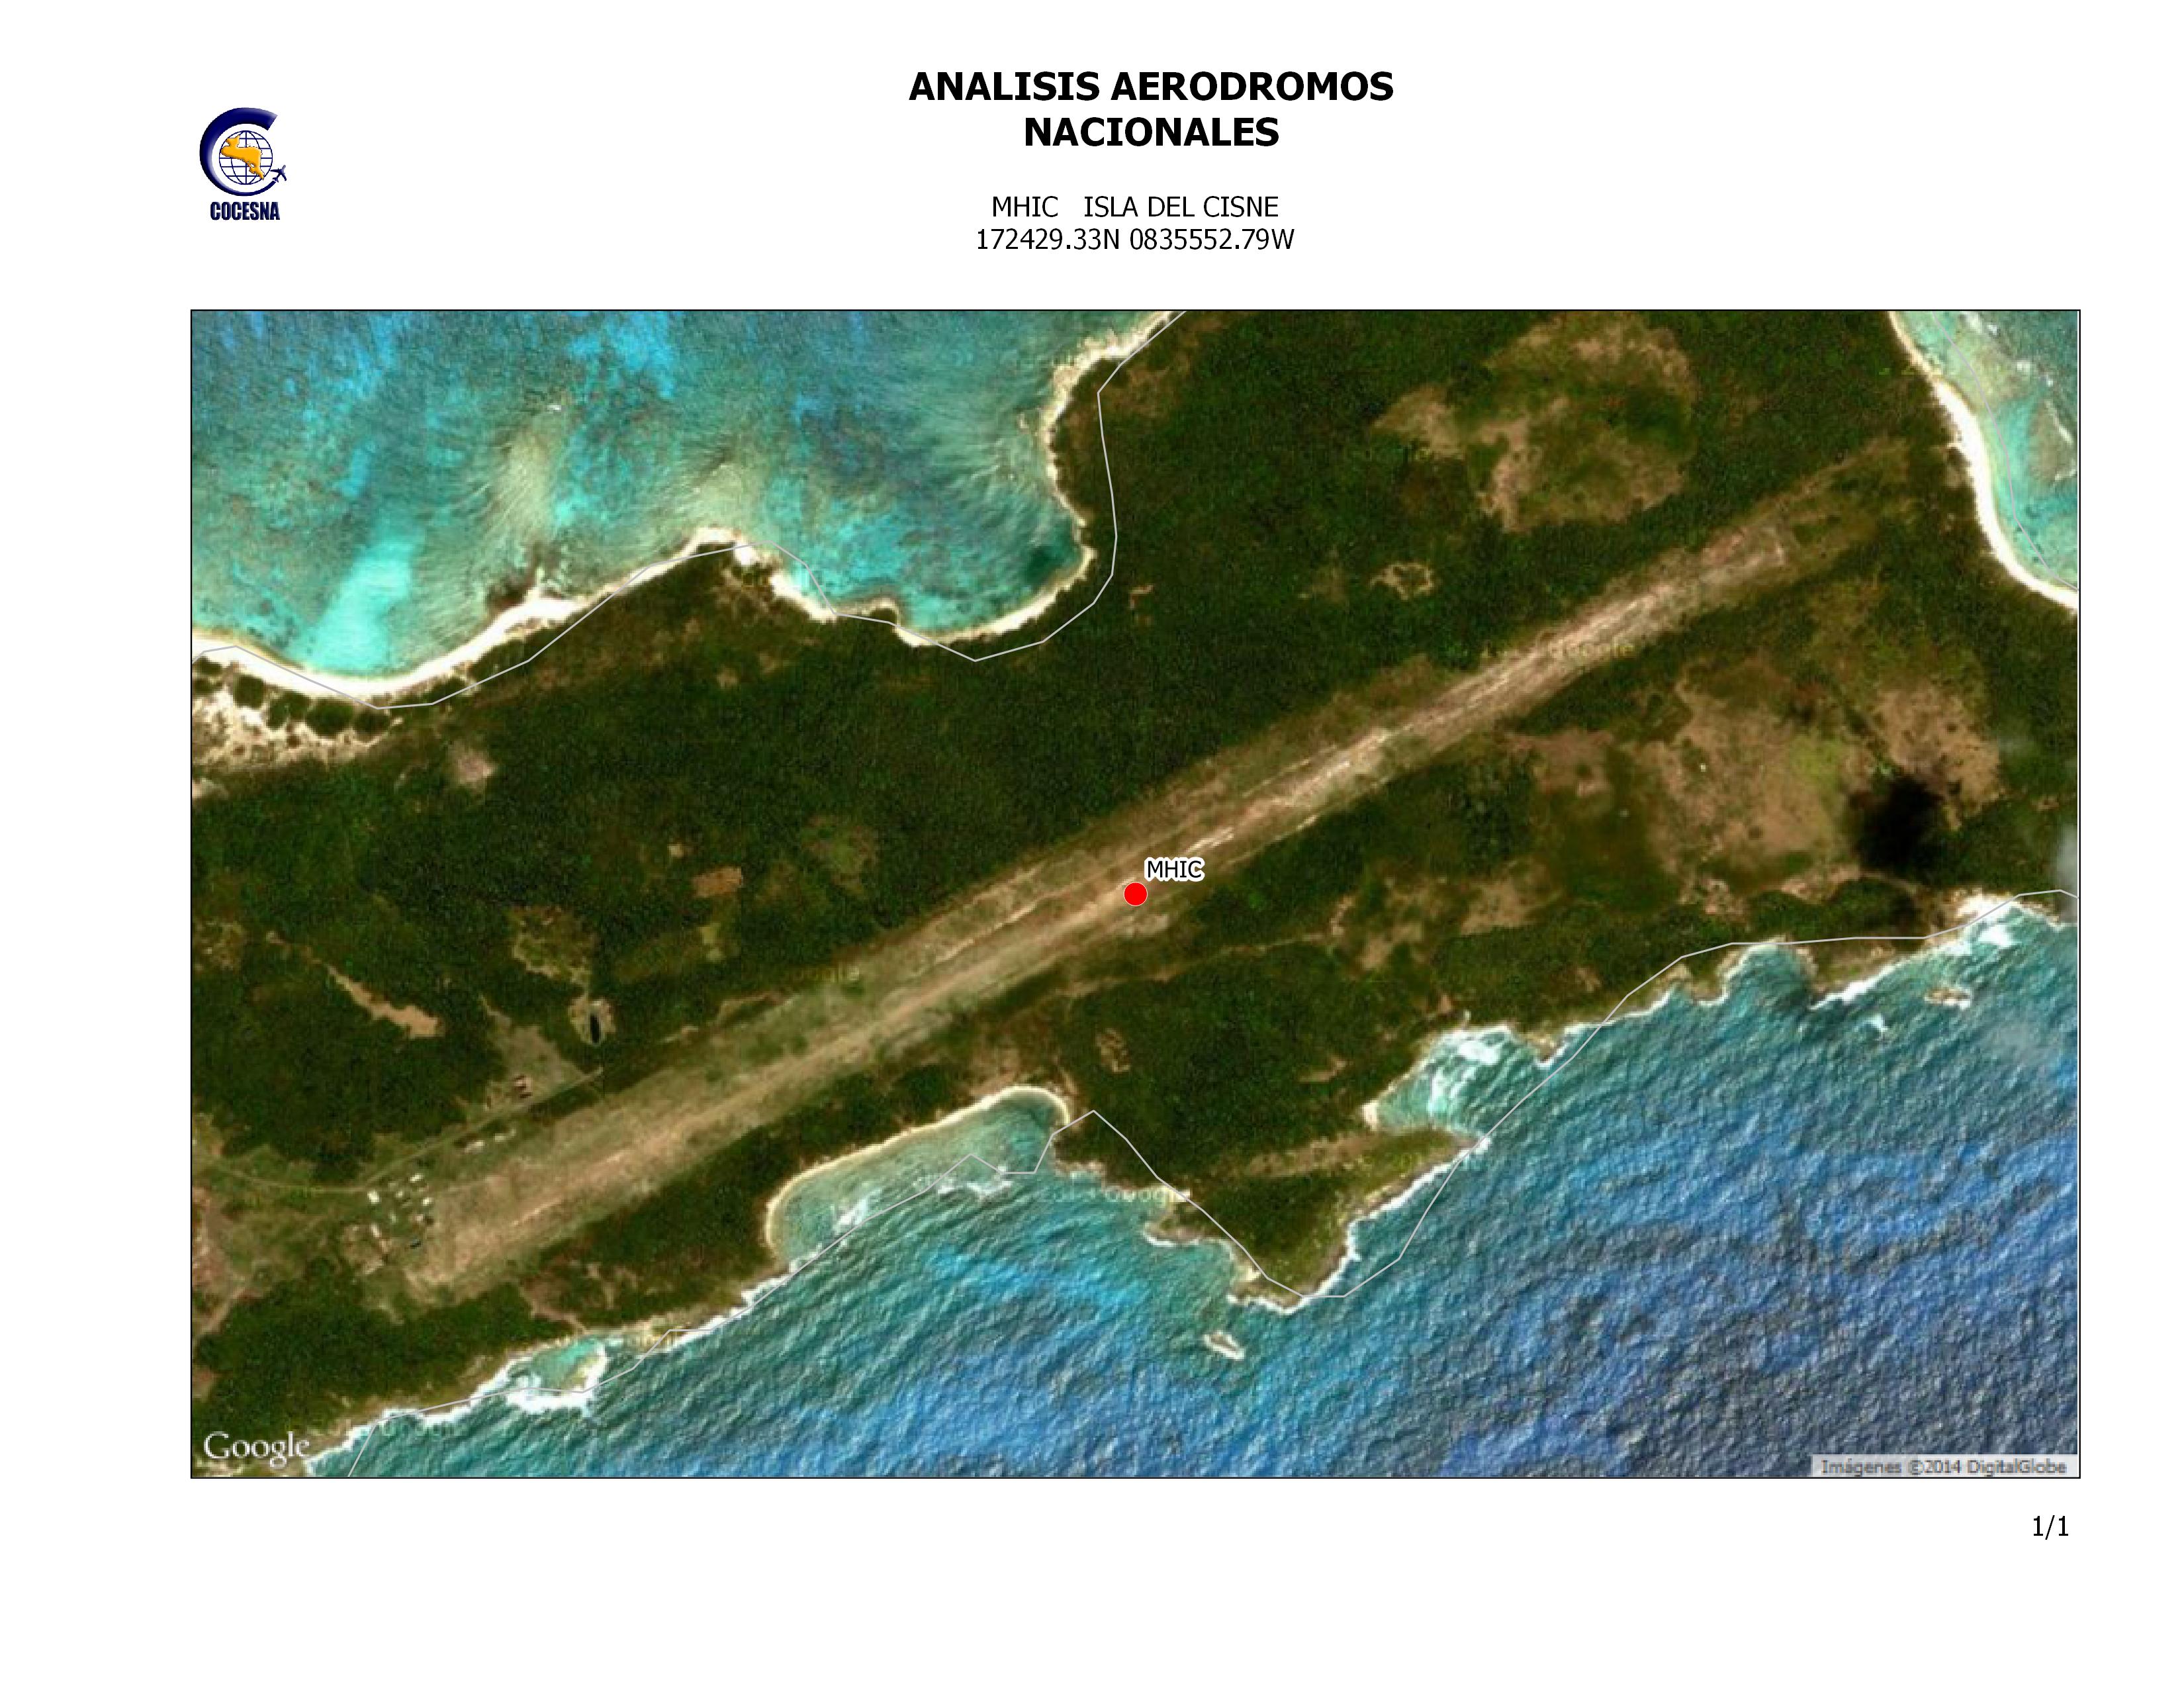 ANALISIS AERODROMOS
NACIONALES
COCESNA
MHIC ISLA DEL CISNE
172429.33N 0835552.79W
MHIC
Google
Imágenes ©2014 DigitalGlobe
1/1